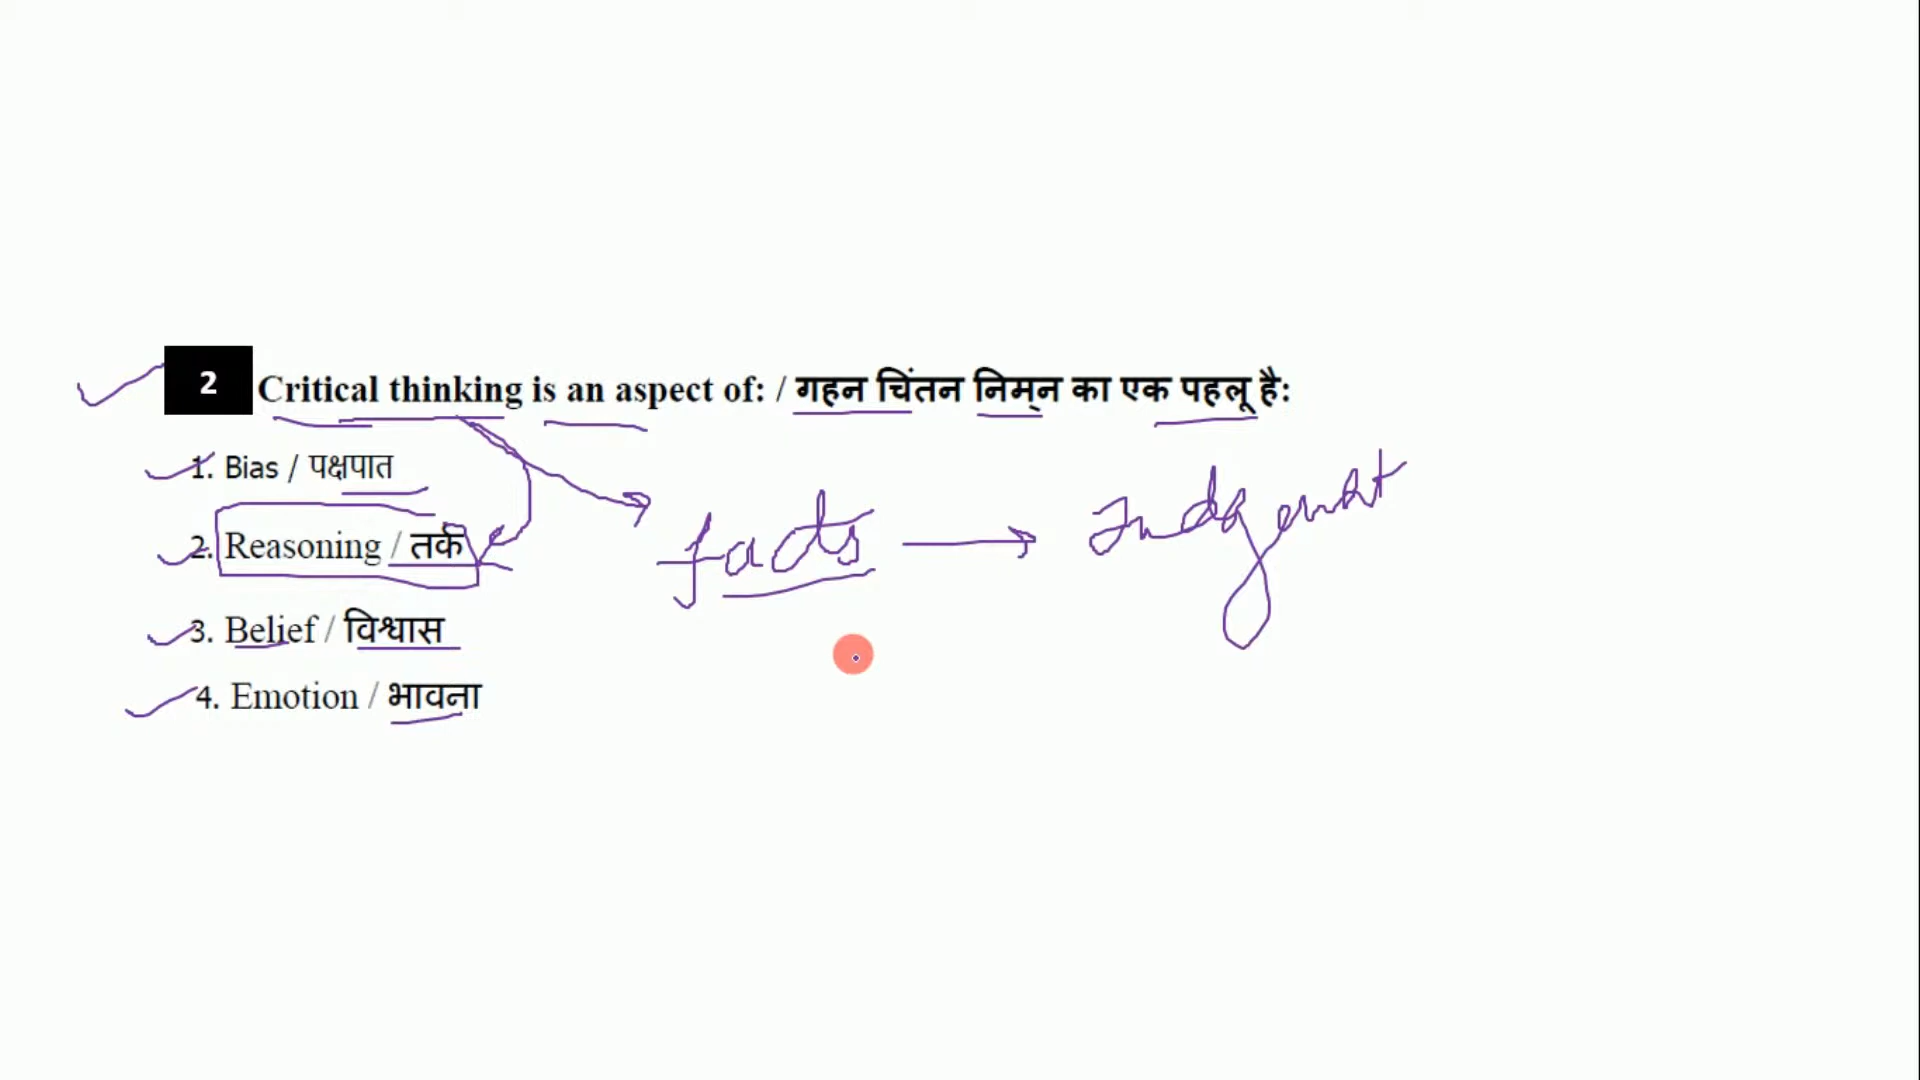 2 Critical thinking is an aspect of: / गहन चिंतन निम्न का एक पहलू है:
1. Bias / पक्षपात
2. Reasoning / तर्क
3. Belief / विश्वास
4. Emotion / भावना
facts → Judgement